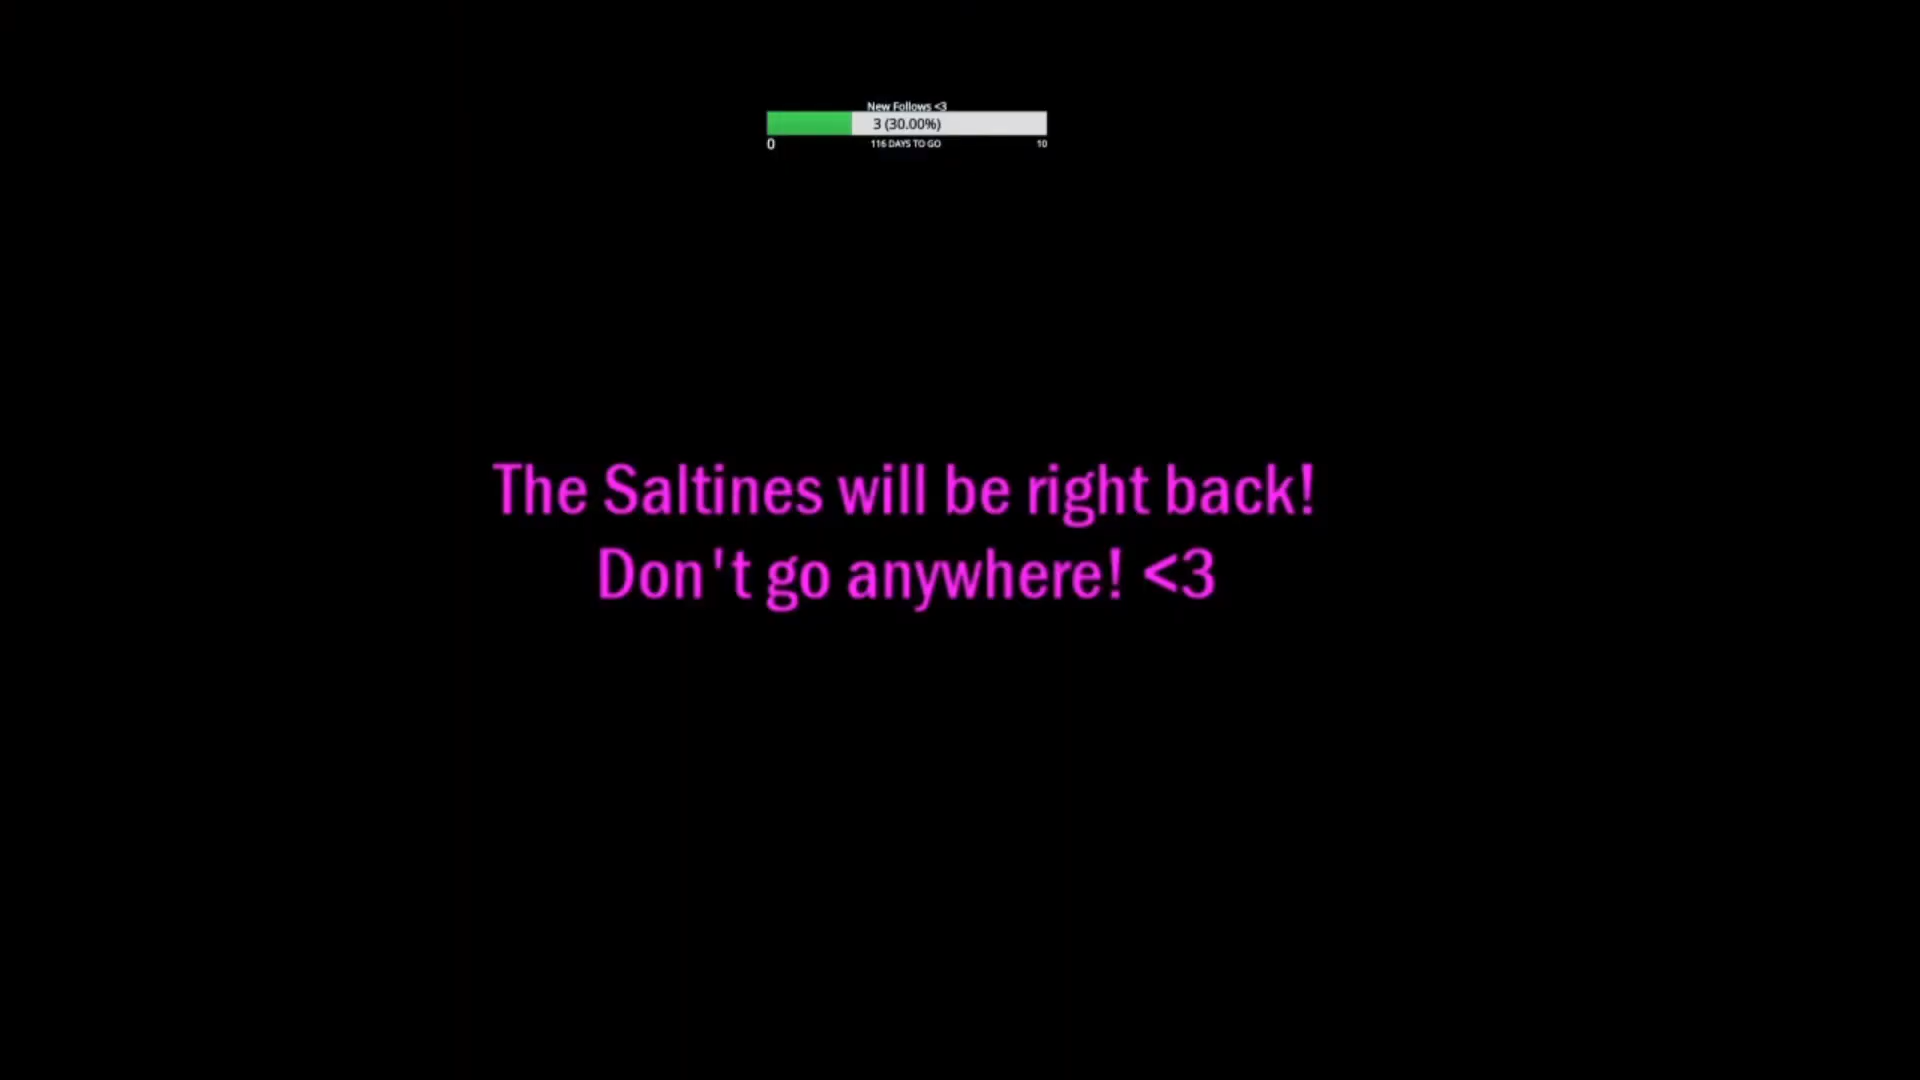 New Follows <3
3 (30.00%)
0 116 DAYS TO GO 10
The Saltines will be right back!
Don't go anywhere! <3